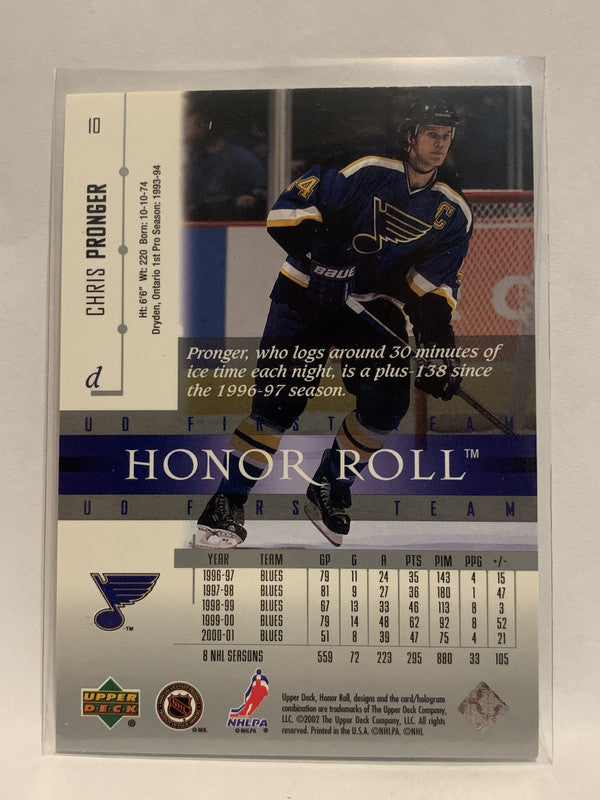 10
CHRIS PRONGER
Ht: 6'6" Wt: 220 Born: 10-10-74
Dryden, Ontario 1st Pro Season: 1993-94
d
4
C
BAUER
Pronger, who logs around 30 minutes of
ice time each night, is a plus-138 since
the 1996-97 season.
UD FIRST TEAM
HONOR ROLL™
UD FIRST TEAM
YEAR TEAM GP G A PTS PIM PPG +/-
1996-97 BLUES 79 11 24 35 143 4 15
1997-98 BLUES 81 9 27 36 180 1 47
1998-99 BLUES 67 13 33 46 113 8 3
1999-00 BLUES 79 14 48 62 92 8 52
2000-01 BLUES 51 8 39 47 75 4 21
8 NHL SEASONS 559 72 223 295 880 33 105
TM
UPPER DECK ®
NHL
©NHL
NHLPA
©NHLPA
Upper Deck, Honor Roll, designs and the card/hologram
combination are trademarks of The Upper Deck Company,
LLC. ©2002 The Upper Deck Company, LLC. All rights
reserved. Printed in the U.S.A. ©NHLPA. ©NHL